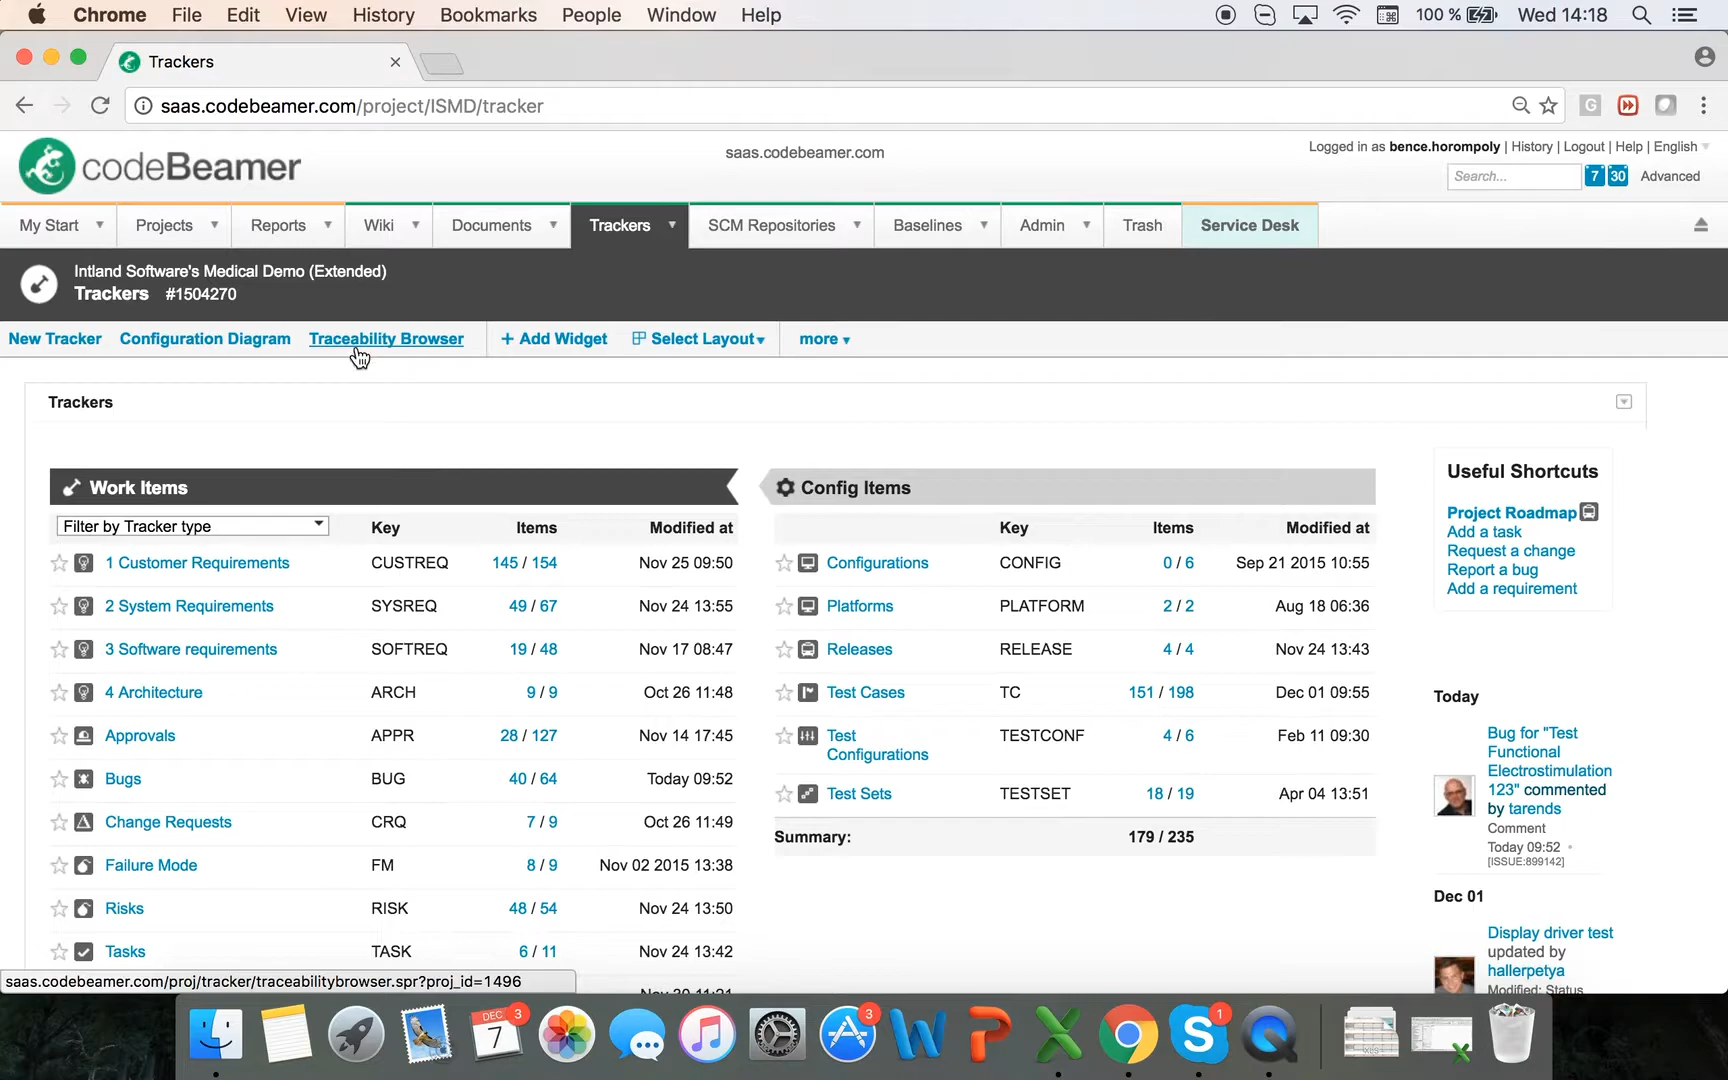 Chrome File Edit View History Bookmarks People Window Help 100 % Wed 14:18
Trackers
saas.codebeamer.com/project/ISMD/tracker
codeBeamer
saas.codebeamer.com
Logged in as bence.horompoly | History | Logout | Help | English
Search... 7 30 Advanced
My Start Projects Reports Wiki Documents Trackers SCM Repositories Baselines Admin Trash Service Desk
Intland Software's Medical Demo (Extended)
Trackers #1504270
New Tracker Configuration Diagram Traceability Browser + Add Widget Select Layout more
Trackers
Work Items
Filter by Tracker type Key Items Modified at
1 Customer Requirements CUSTREQ 145 / 154 Nov 25 09:50
2 System Requirements SYSREQ 49 / 67 Nov 24 13:55
3 Software requirements SOFTREQ 19 / 48 Nov 17 08:47
4 Architecture ARCH 9 / 9 Oct 26 11:48
Approvals APPR 28 / 127 Nov 14 17:45
Bugs BUG 40 / 64 Today 09:52
Change Requests CRQ 7 / 9 Oct 26 11:49
Failure Mode FM 8 / 9 Nov 02 2015 13:38
Risks RISK 48 / 54 Nov 24 13:50
Tasks TASK 6 / 11 Nov 24 13:42
Config Items
Key Items Modified at
Configurations CONFIG 0 / 6 Sep 21 2015 10:55
Platforms PLATFORM 2 / 2 Aug 18 06:36
Releases RELEASE 4 / 4 Nov 24 13:43
Test Cases TC 151 / 198 Dec 01 09:55
Test TESTCONF 4 / 6 Feb 11 09:30
Configurations
Test Sets TESTSET 18 / 19 Apr 04 13:51
Summary: 179 / 235
Useful Shortcuts
Project Roadmap
Add a task
Request a change
Report a bug
Add a requirement
Today
Bug for "Test
Functional
Electrostimulation
123" commented
by tarends
Comment
Today 09:52 •
[ISSUE:899142]
Dec 01
Display driver test
updated by
hallerpetya
Modified: Status
saas.codebeamer.com/proj/tracker/traceabilitybrowser.spr?proj_id=1496
DEC 3
7
3
1
W P X S